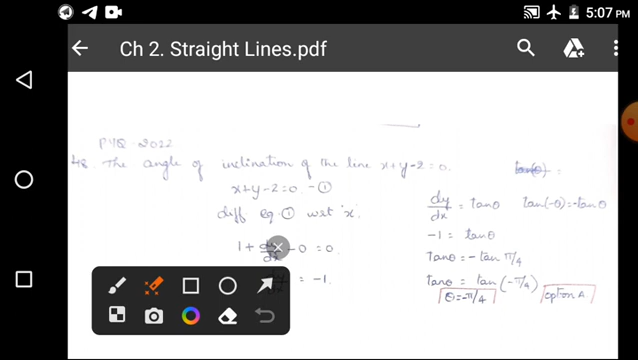 5:07 PM
Ch 2. Straight Lines.pdf
PYQ-2022
48. The angle of inclination of the line x+y-2=0.
x+y-2=0 -①
diff eq ① wrt 'x'.
1+ dy/dx -0 =0.
= -1.
dy/dx = tanθ
tan(-θ)=-tanθ
-1 = tanθ
tanθ = -tan π/4
tanθ = tan(-π/4)
θ=-π/4
option A